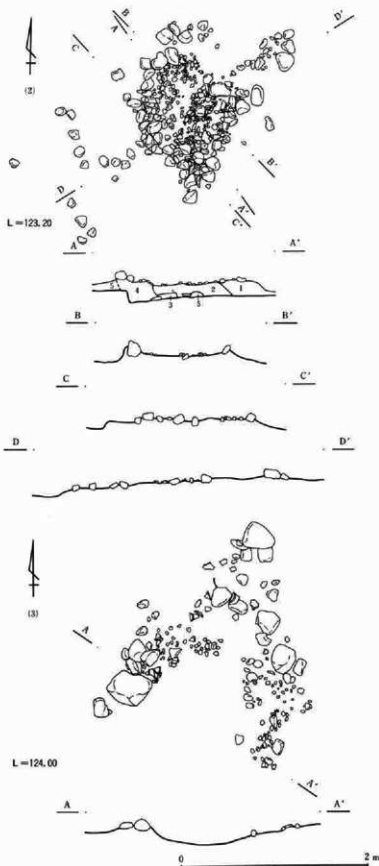 B
A
C
D'
(2)
B'
D
A'
C'
L=123.20
A A'
5 4 2 1
3 5
B B'
C C'
D D'
(3)
A
L=124.00
A'
A A'
0 2 m